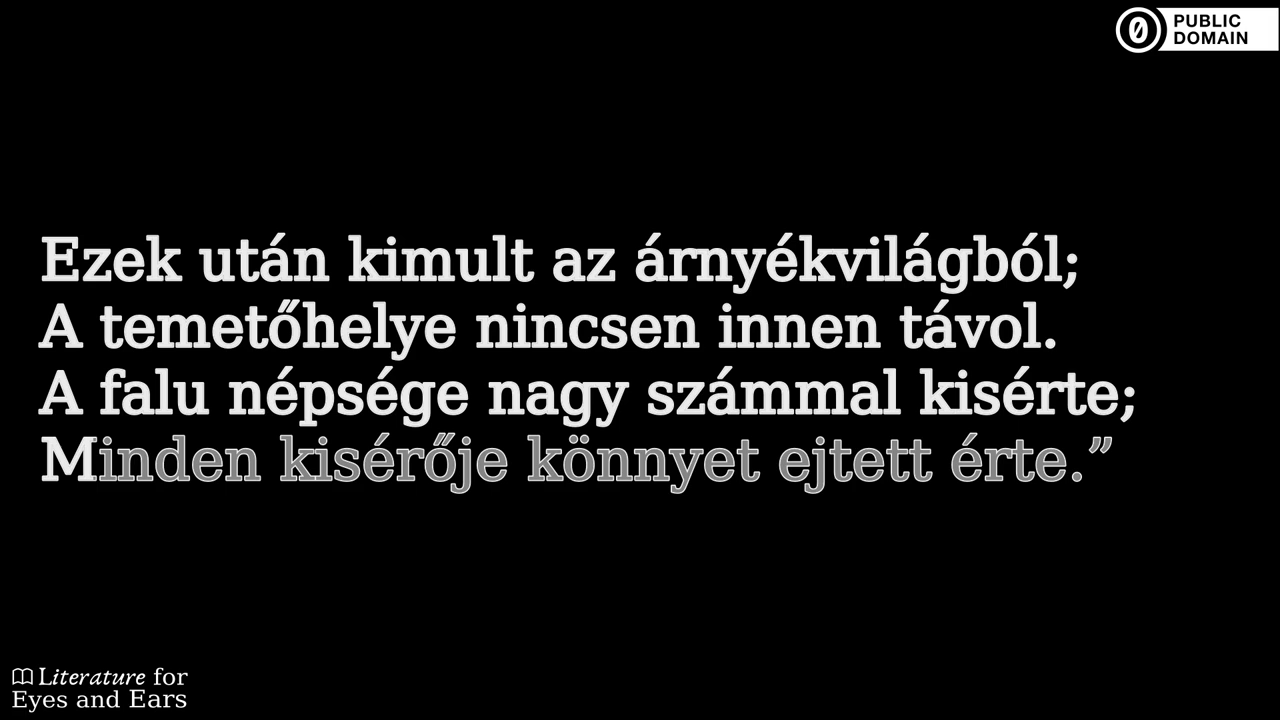 PUBLIC
DOMAIN
Ezek után kimult az árnyékvilágból;
A temetőhelye nincsen innen távol.
A falu népsége nagy számmal kisérte;
Minden kisérője könnyet ejtett érte.”
Literature for
Eyes and Ears